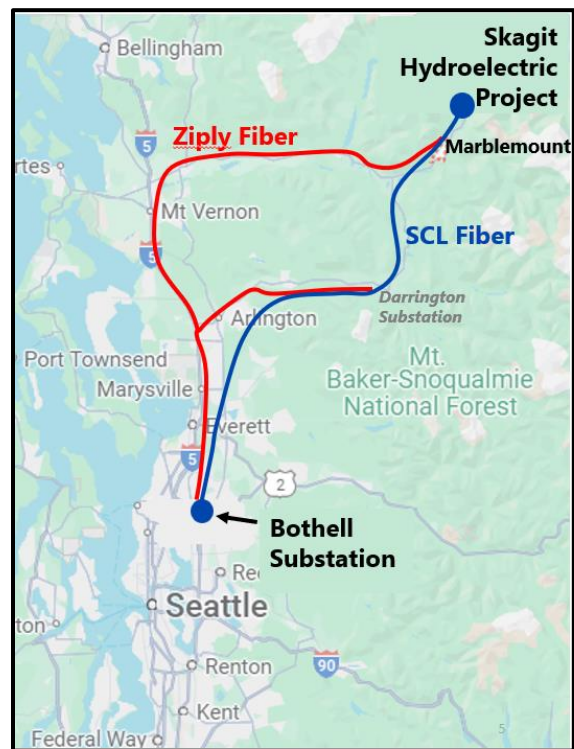 Bellingham
Skagit
Hydroelectric
Project
Ziply Fiber
5
Marblemount
rtes
Mt Vernon
SCL Fiber
5
Darrington
Substation
Arlington
Port Townsend
Mt.
Baker-Snoqualmie
National Forest
Marysville
Everett
5
2
Bothell
Substation
Re
Seattle
ton
90
Renton
Kent
5
Federal Way